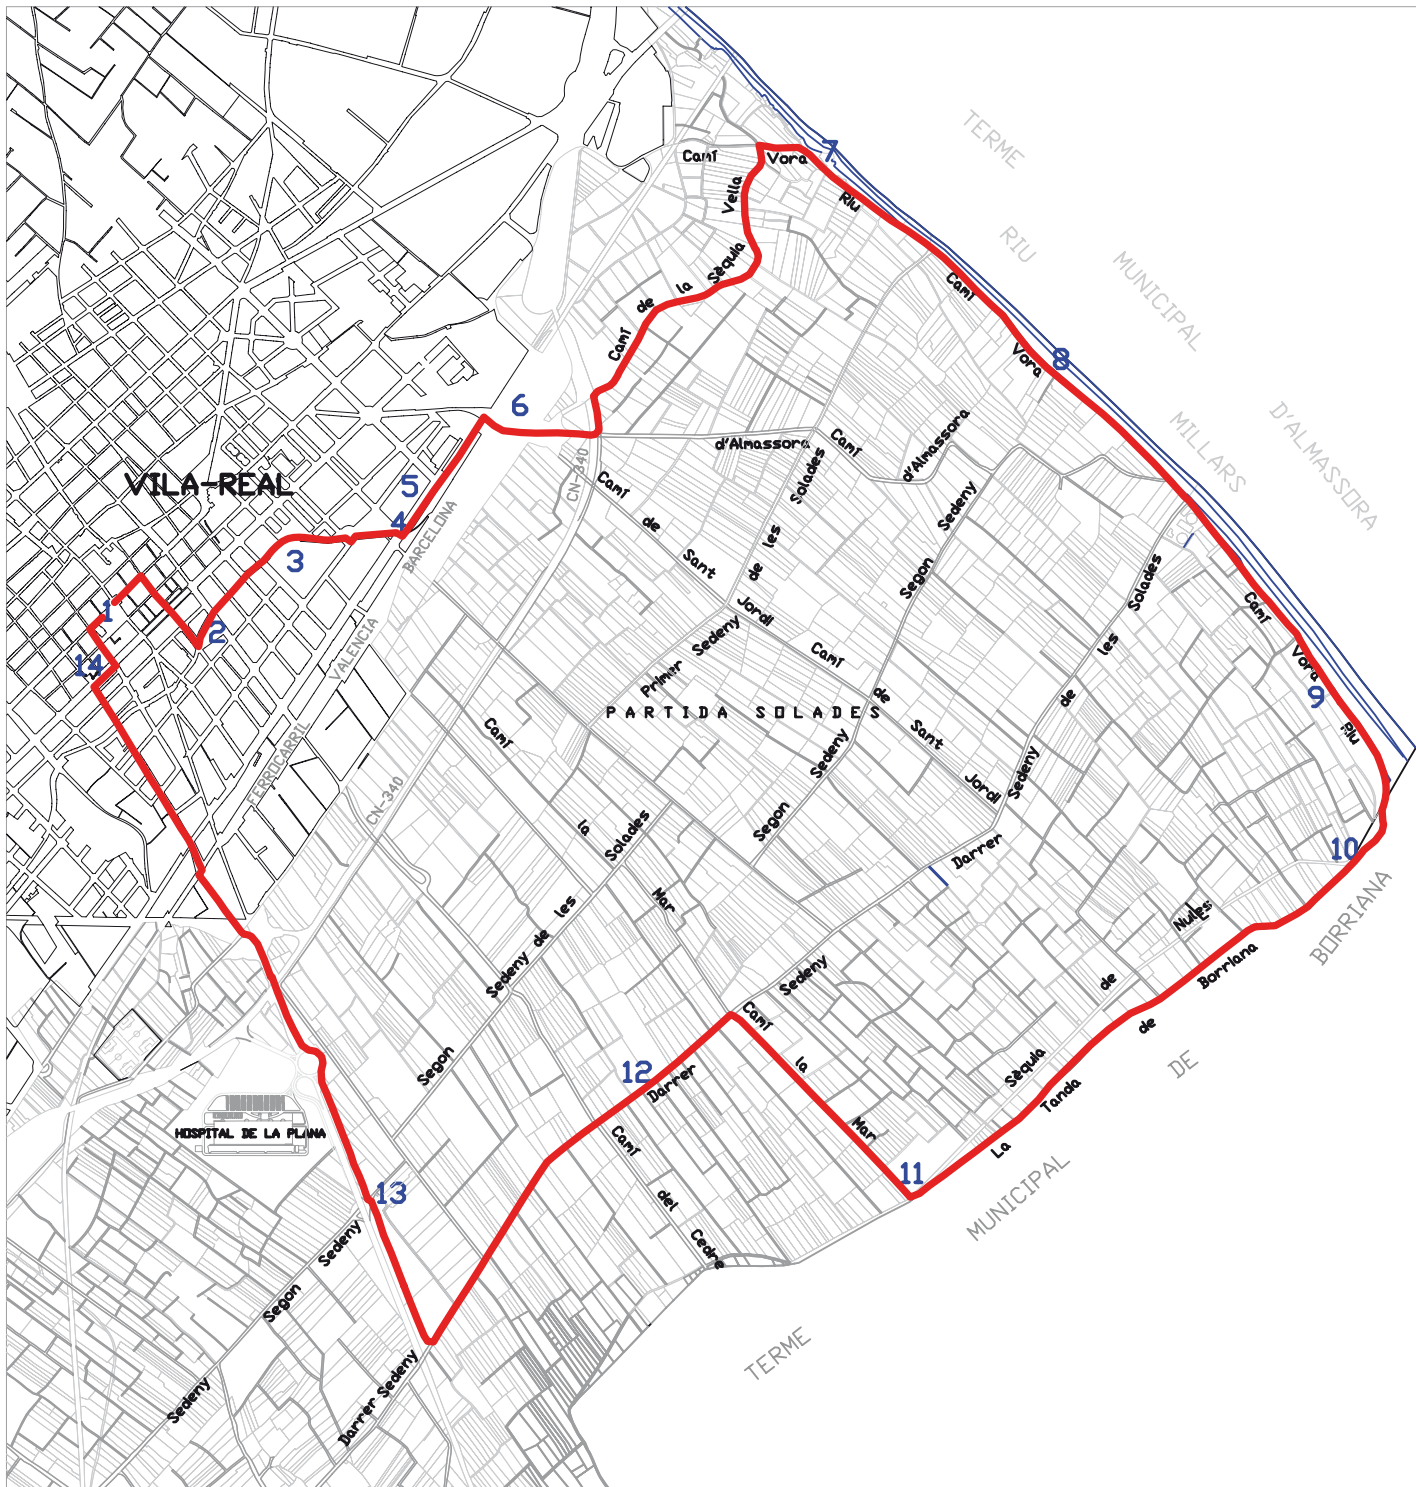 TERME
7
Camí
Vora
Vella
Riu
RIU
MUNICIPAL
Sèquia
la
de
Camí
Camí
Vora
8
MILLARS
D'ALMASSORA
6
d'Almassora
Camí
d'Almassora
VILA-REAL
5
4
3
CN-340
Camí
de
Sant
Jordi
Solades
les
de
Sedeny
Segon
BARCELONA
VALENCIA
FERROCARRIL
1
2
14
Primer
Sedeny
Camí
de
Sant
Jordi
Solades
les
de
Sedeny
Camí
Vora
9
Riu
PARTIDA SOLADES
Camí
la
Mar
Sedeny
Segon
CN-340
Solades
les
de
Sedeny
Segon
Darrer
Sedeny
10
BORRIANA
Nules
de
Sèquia
Borriana
de
Tanda
La
DE
MUNICIPAL
TERME
Camí
la
Mar
11
12
Darrer
Camí
del
Cedre
HOSPITAL DE LA PLANA
13
Sedeny
Segon
Sedeny
Darrer Sedeny